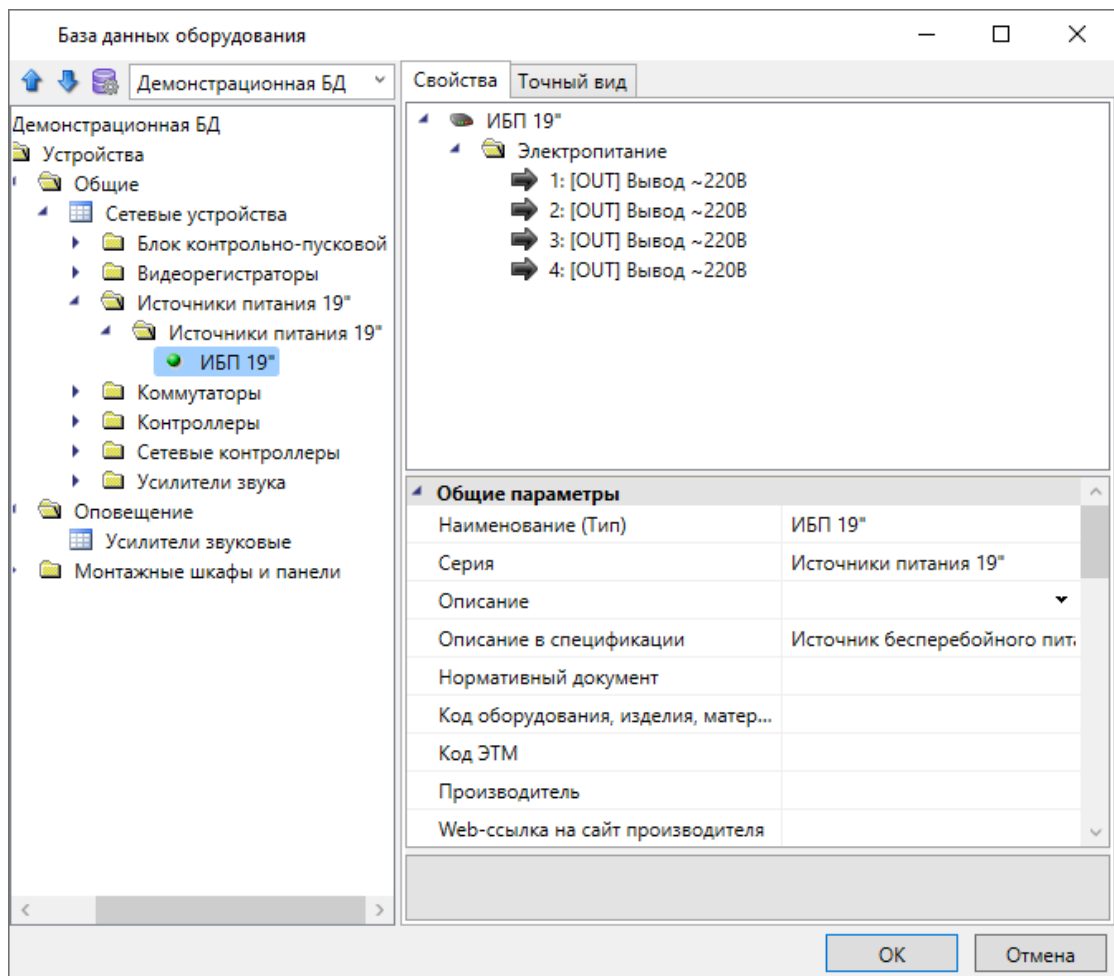 База данных оборудования
Демонстрационная БД
Демонстрационная БД
Устройства
Общие
Сетевые устройства
Блок контрольно-пусковой
Видеорегистраторы
Источники питания 19"
Источники питания 19"
ИБП 19"
Коммутаторы
Контроллеры
Сетевые контроллеры
Усилители звука
Оповещение
Усилители звуковые
Монтажные шкафы и панели
Свойства Точный вид
ИБП 19"
Электропитание
1: [OUT] Вывод ~220В
2: [OUT] Вывод ~220В
3: [OUT] Вывод ~220В
4: [OUT] Вывод ~220В
Общие параметры
Наименование (Тип) ИБП 19"
Серия Источники питания 19"
Описание
Описание в спецификации Источник бесперебойного пита
Нормативный документ
Код оборудования, изделия, матер...
Код ЭТМ
Производитель
Web-ссылка на сайт производителя
OK Отмена